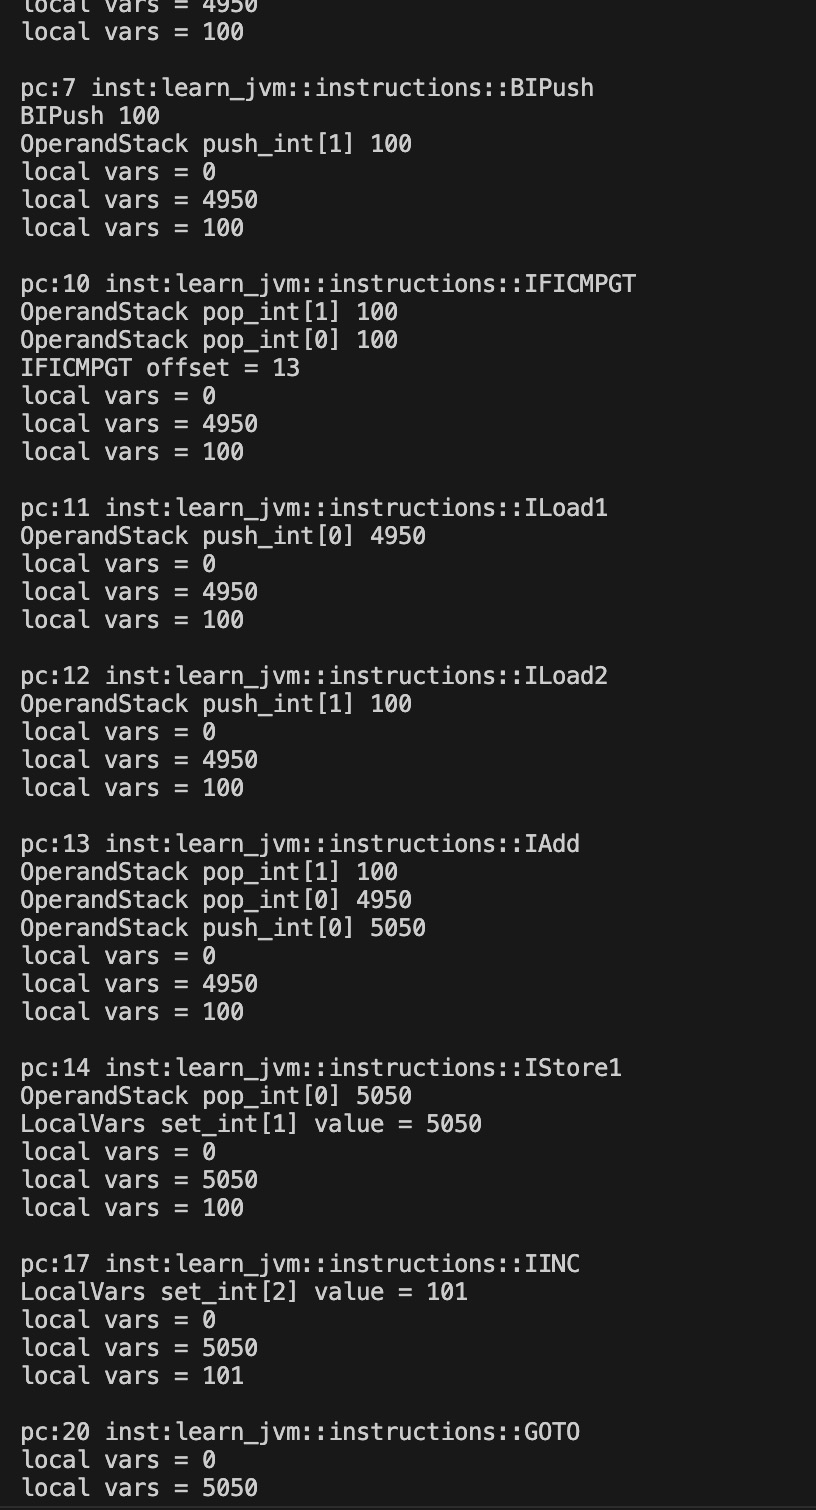 local vars = 4950
local vars = 100

pc:7 inst:learn_jvm::instructions::BIPush
BIPush 100
OperandStack push_int[1] 100
local vars = 0
local vars = 4950
local vars = 100

pc:10 inst:learn_jvm::instructions::IFICMPGT
OperandStack pop_int[1] 100
OperandStack pop_int[0] 100
IFICMPGT offset = 13
local vars = 0
local vars = 4950
local vars = 100

pc:11 inst:learn_jvm::instructions::ILoad1
OperandStack push_int[0] 4950
local vars = 0
local vars = 4950
local vars = 100

pc:12 inst:learn_jvm::instructions::ILoad2
OperandStack push_int[1] 100
local vars = 0
local vars = 4950
local vars = 100

pc:13 inst:learn_jvm::instructions::IAdd
OperandStack pop_int[1] 100
OperandStack pop_int[0] 4950
OperandStack push_int[0] 5050
local vars = 0
local vars = 4950
local vars = 100

pc:14 inst:learn_jvm::instructions::IStore1
OperandStack pop_int[0] 5050
LocalVars set_int[1] value = 5050
local vars = 0
local vars = 5050
local vars = 100

pc:17 inst:learn_jvm::instructions::IINC
LocalVars set_int[2] value = 101
local vars = 0
local vars = 5050
local vars = 101

pc:20 inst:learn_jvm::instructions::GOTO
local vars = 0
local vars = 5050